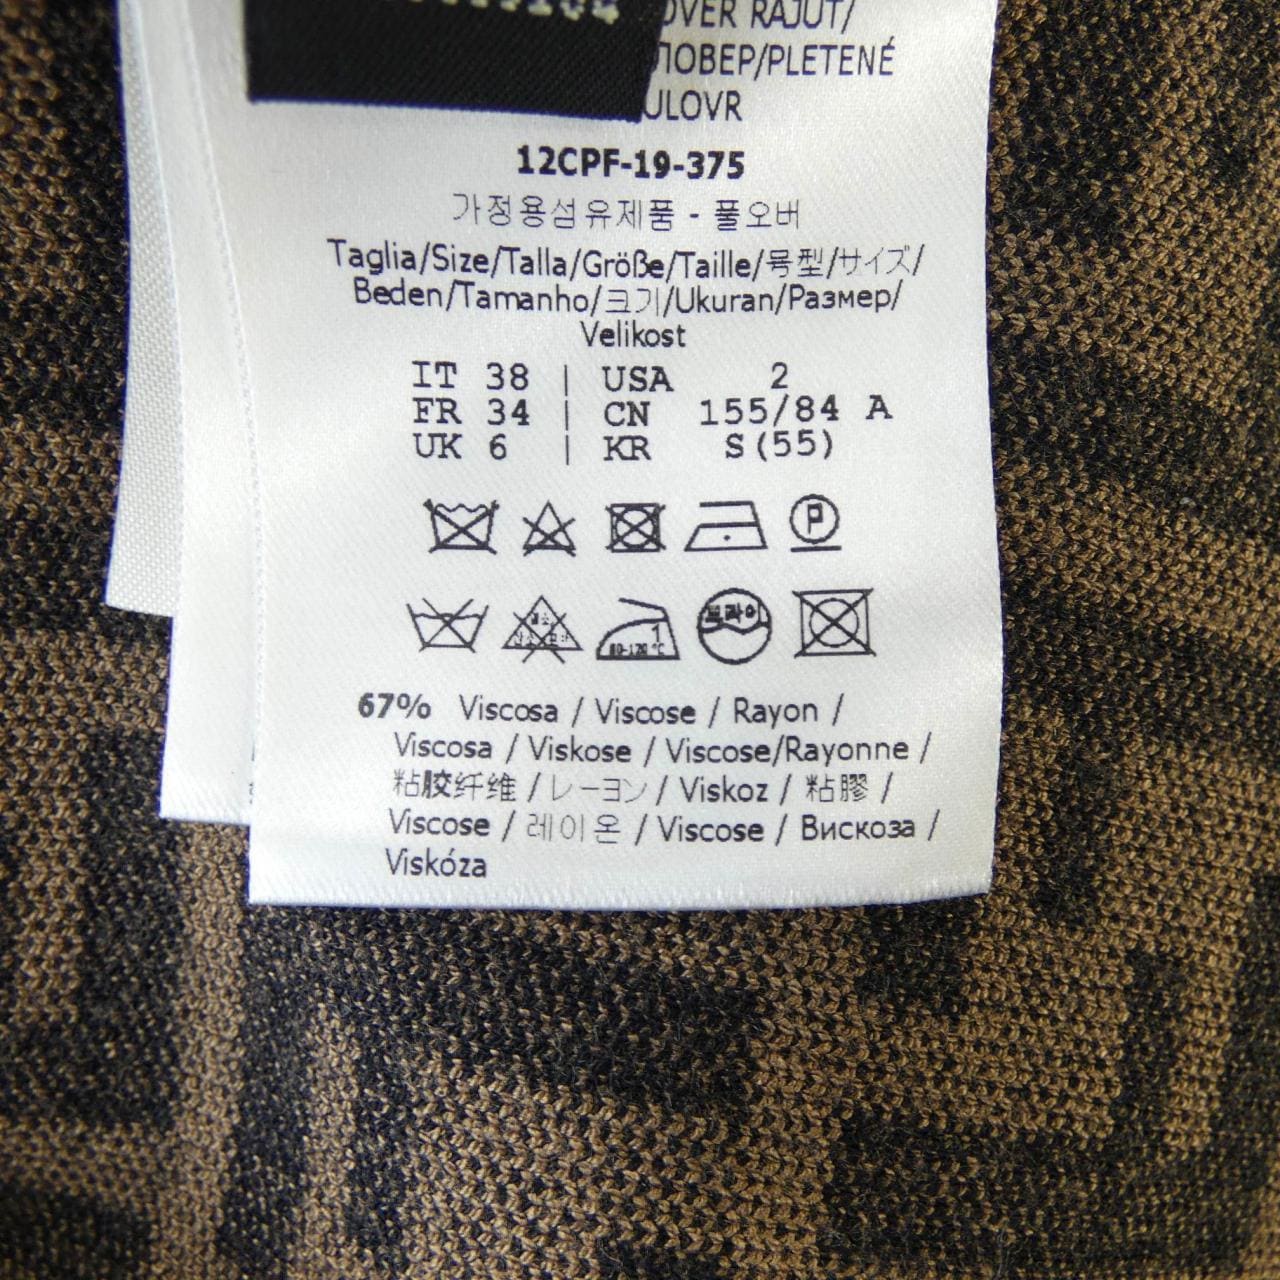 RAJUT/
PLETENÉ
12CPF-19-375
가정용섬유제품 - 풀오버
Taglia/Size/Talla/Größe/Taille/号型/サイズ/
Beden/Tamanho/크기/Ukuran/Размер/
Velikost
IT 38 | USA 2
FR 34 | CN 155/84 A
UK 6 | KR S(55)
67% Viscosa / Viscose / Rayon /
Viscosa / Viskose / Viscose/Rayonne /
粘胶纤维 / レーヨン / Viskoz / 粘膠 /
Viscose / 레이온 / Viscose / Вискоза /
Viskóza